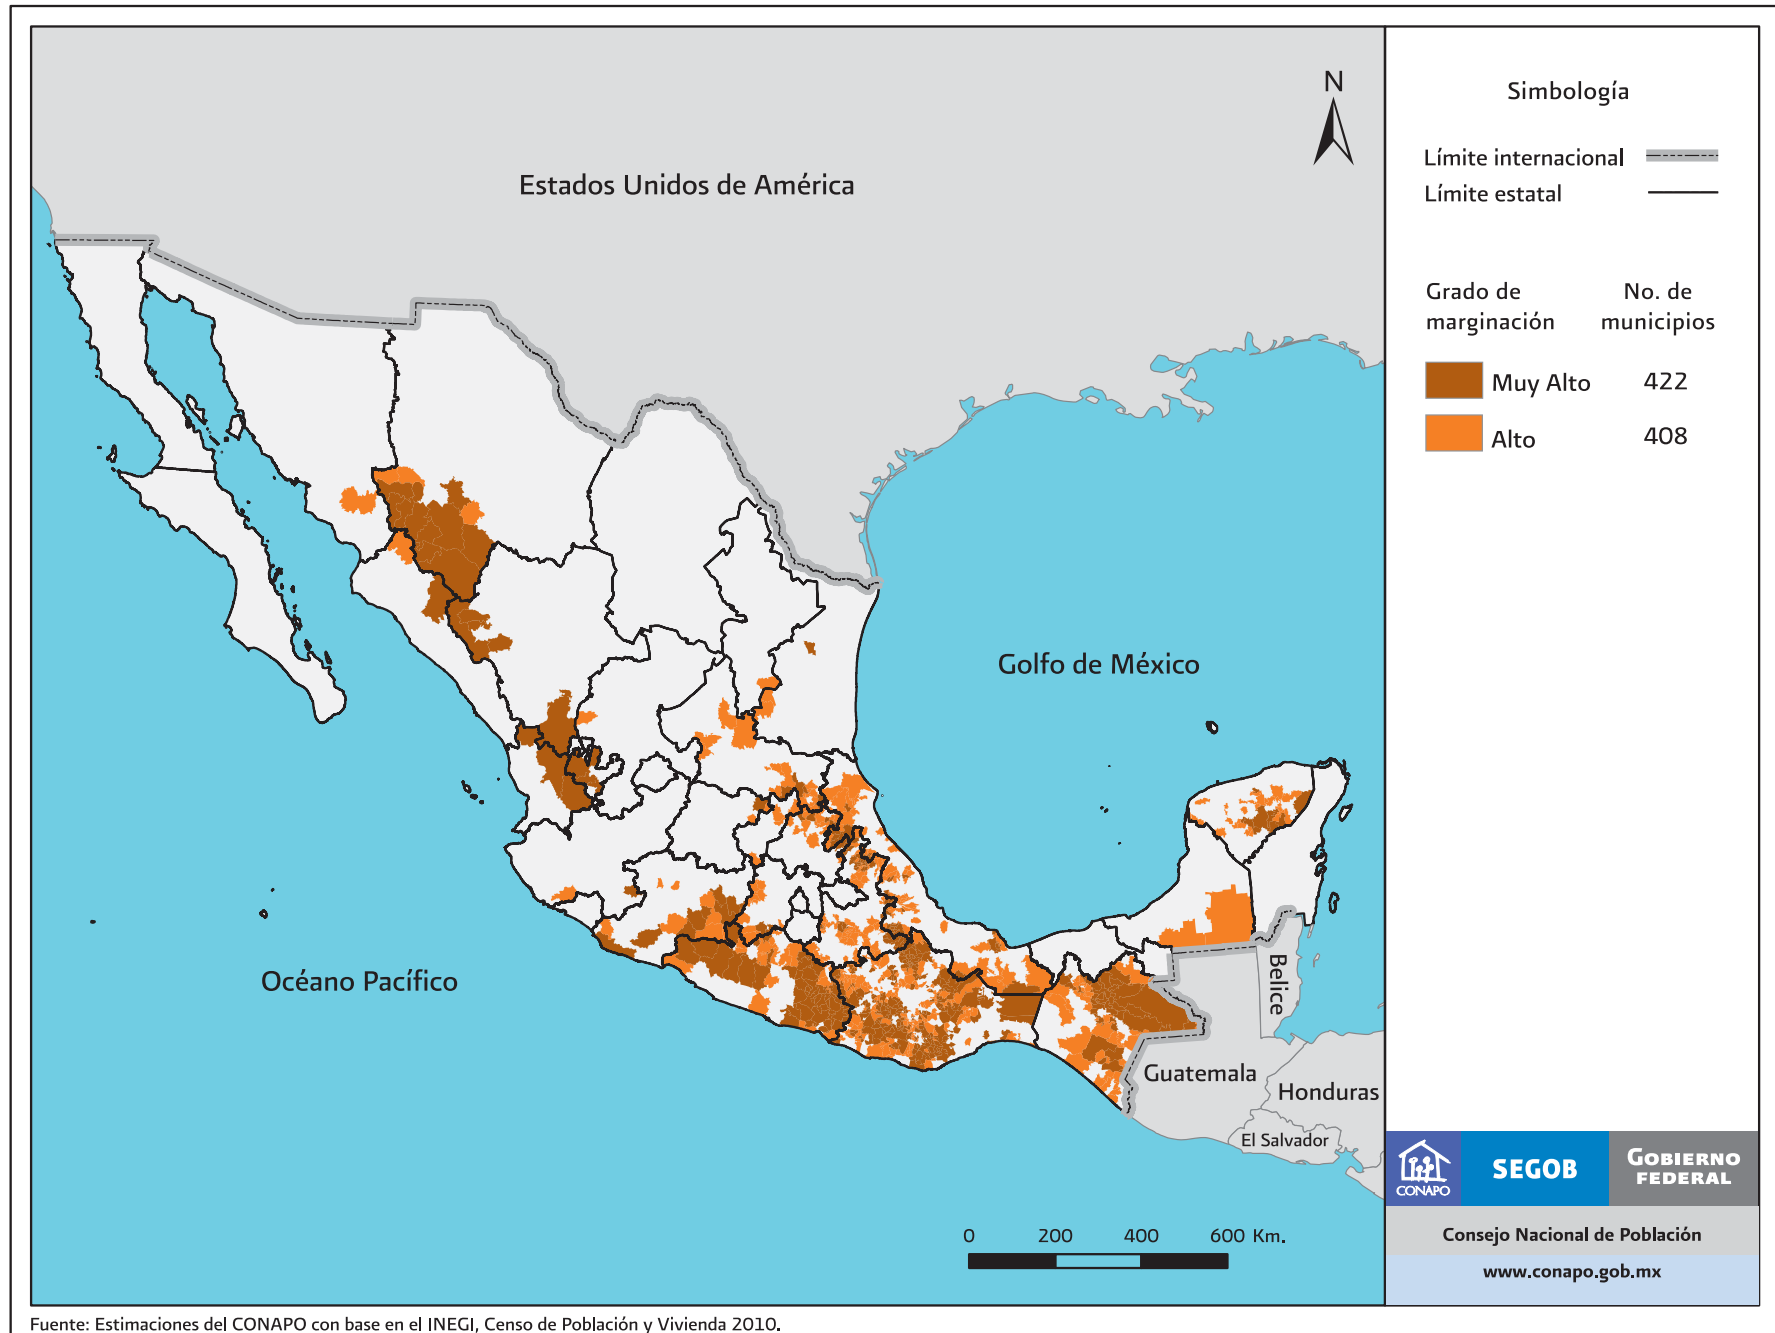 N
Estados Unidos de América
Golfo de México
Océano Pacífico
Belice
Guatemala
Honduras
El Salvador
0 200 400 600 Km.
Simbología
Límite internacional
Límite estatal
Grado de marginación
No. de municipios
Muy Alto 422
Alto 408
CONAPO
SEGOB
GOBIERNO
FEDERAL
Consejo Nacional de Población
www.conapo.gob.mx
Fuente: Estimaciones del CONAPO con base en el INEGI, Censo de Población y Vivienda 2010.